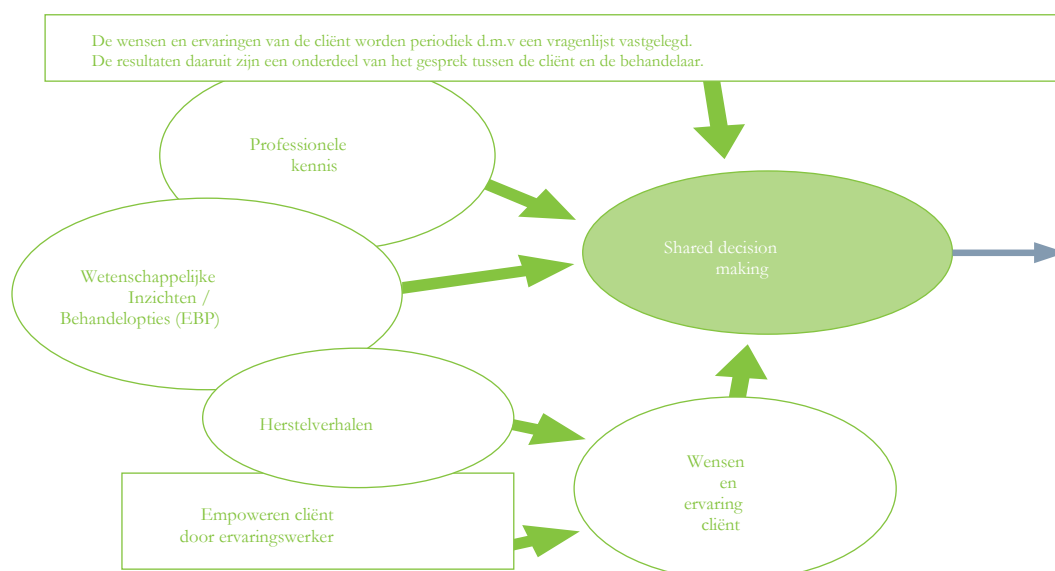 De wensen en ervaringen van de cliënt worden periodiek d.m.v een vragenlijst vastgelegd.
De resultaten daaruit zijn een onderdeel van het gesprek tussen de cliënt en de behandelaar.
Professionele
kennis
Shared decision
making
Wetenschappelijke
Inzichten /
Behandelopties (EBP)
Herstelverhalen
Wensen
en
ervaring
cliënt
Empoweren cliënt
door ervaringswerker